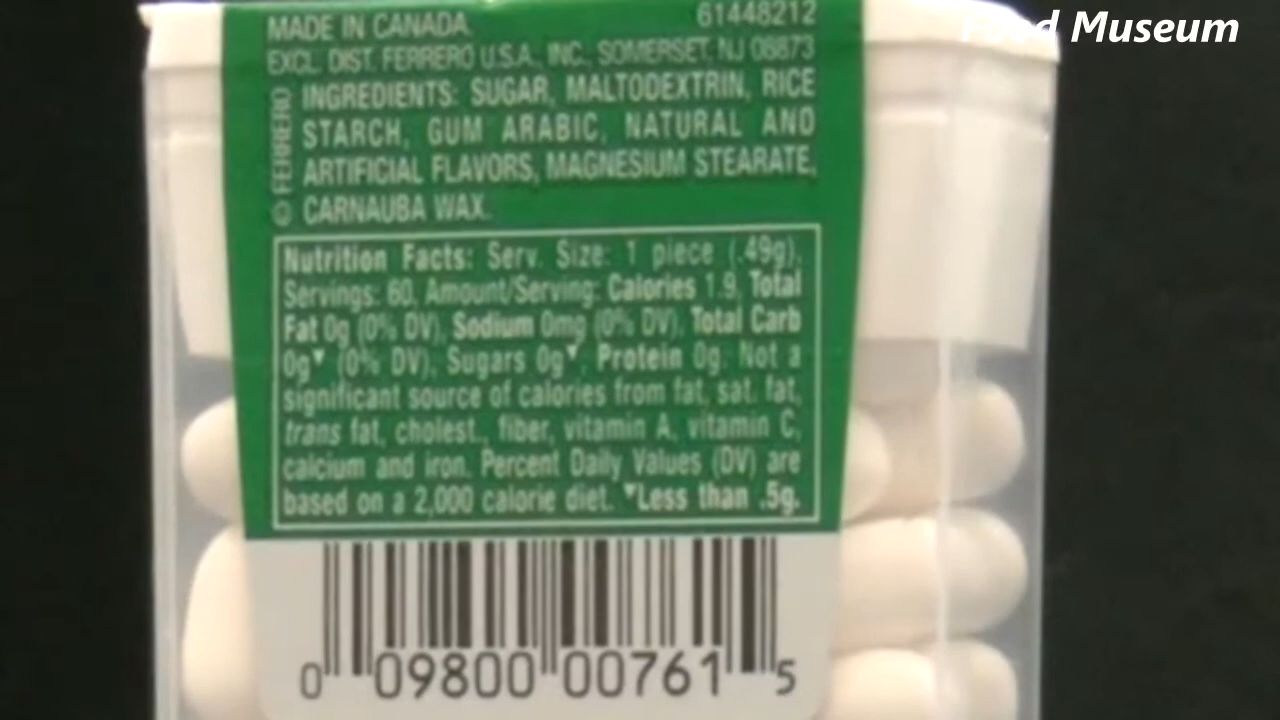 Food Museum
MADE IN CANADA 61448212
EXCL. DIST. FERRERO U.S.A., INC., SOMERSET, NJ 08873
© FERRERO
INGREDIENTS: SUGAR, MALTODEXTRIN, RICE
STARCH, GUM ARABIC, NATURAL AND
ARTIFICIAL FLAVORS, MAGNESIUM STEARATE,
CARNAUBA WAX.
Nutrition Facts: Serv. Size: 1 piece (.49g),
Servings: 60, Amount/Serving: Calories 1.9, Total
Fat 0g (0% DV), Sodium 0mg (0% DV), Total Carb
0g▼ (0% DV), Sugars 0g▼, Protein 0g. Not a
significant source of calories from fat, sat. fat,
trans fat, cholest., fiber, vitamin A, vitamin C,
calcium and iron. Percent Daily Values (DV) are
based on a 2,000 calorie diet. ▼Less than .5g.
0 09800 00761 5